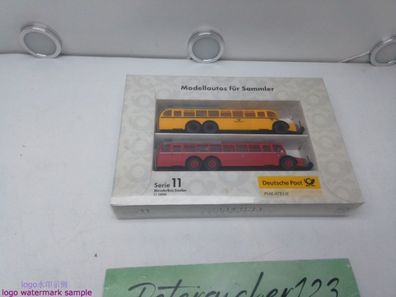 Modellautos für Sammler
Serie 11
Deutsche Post
PHILATELIE
Petersucher123
logo水印示例
logo watermark sample